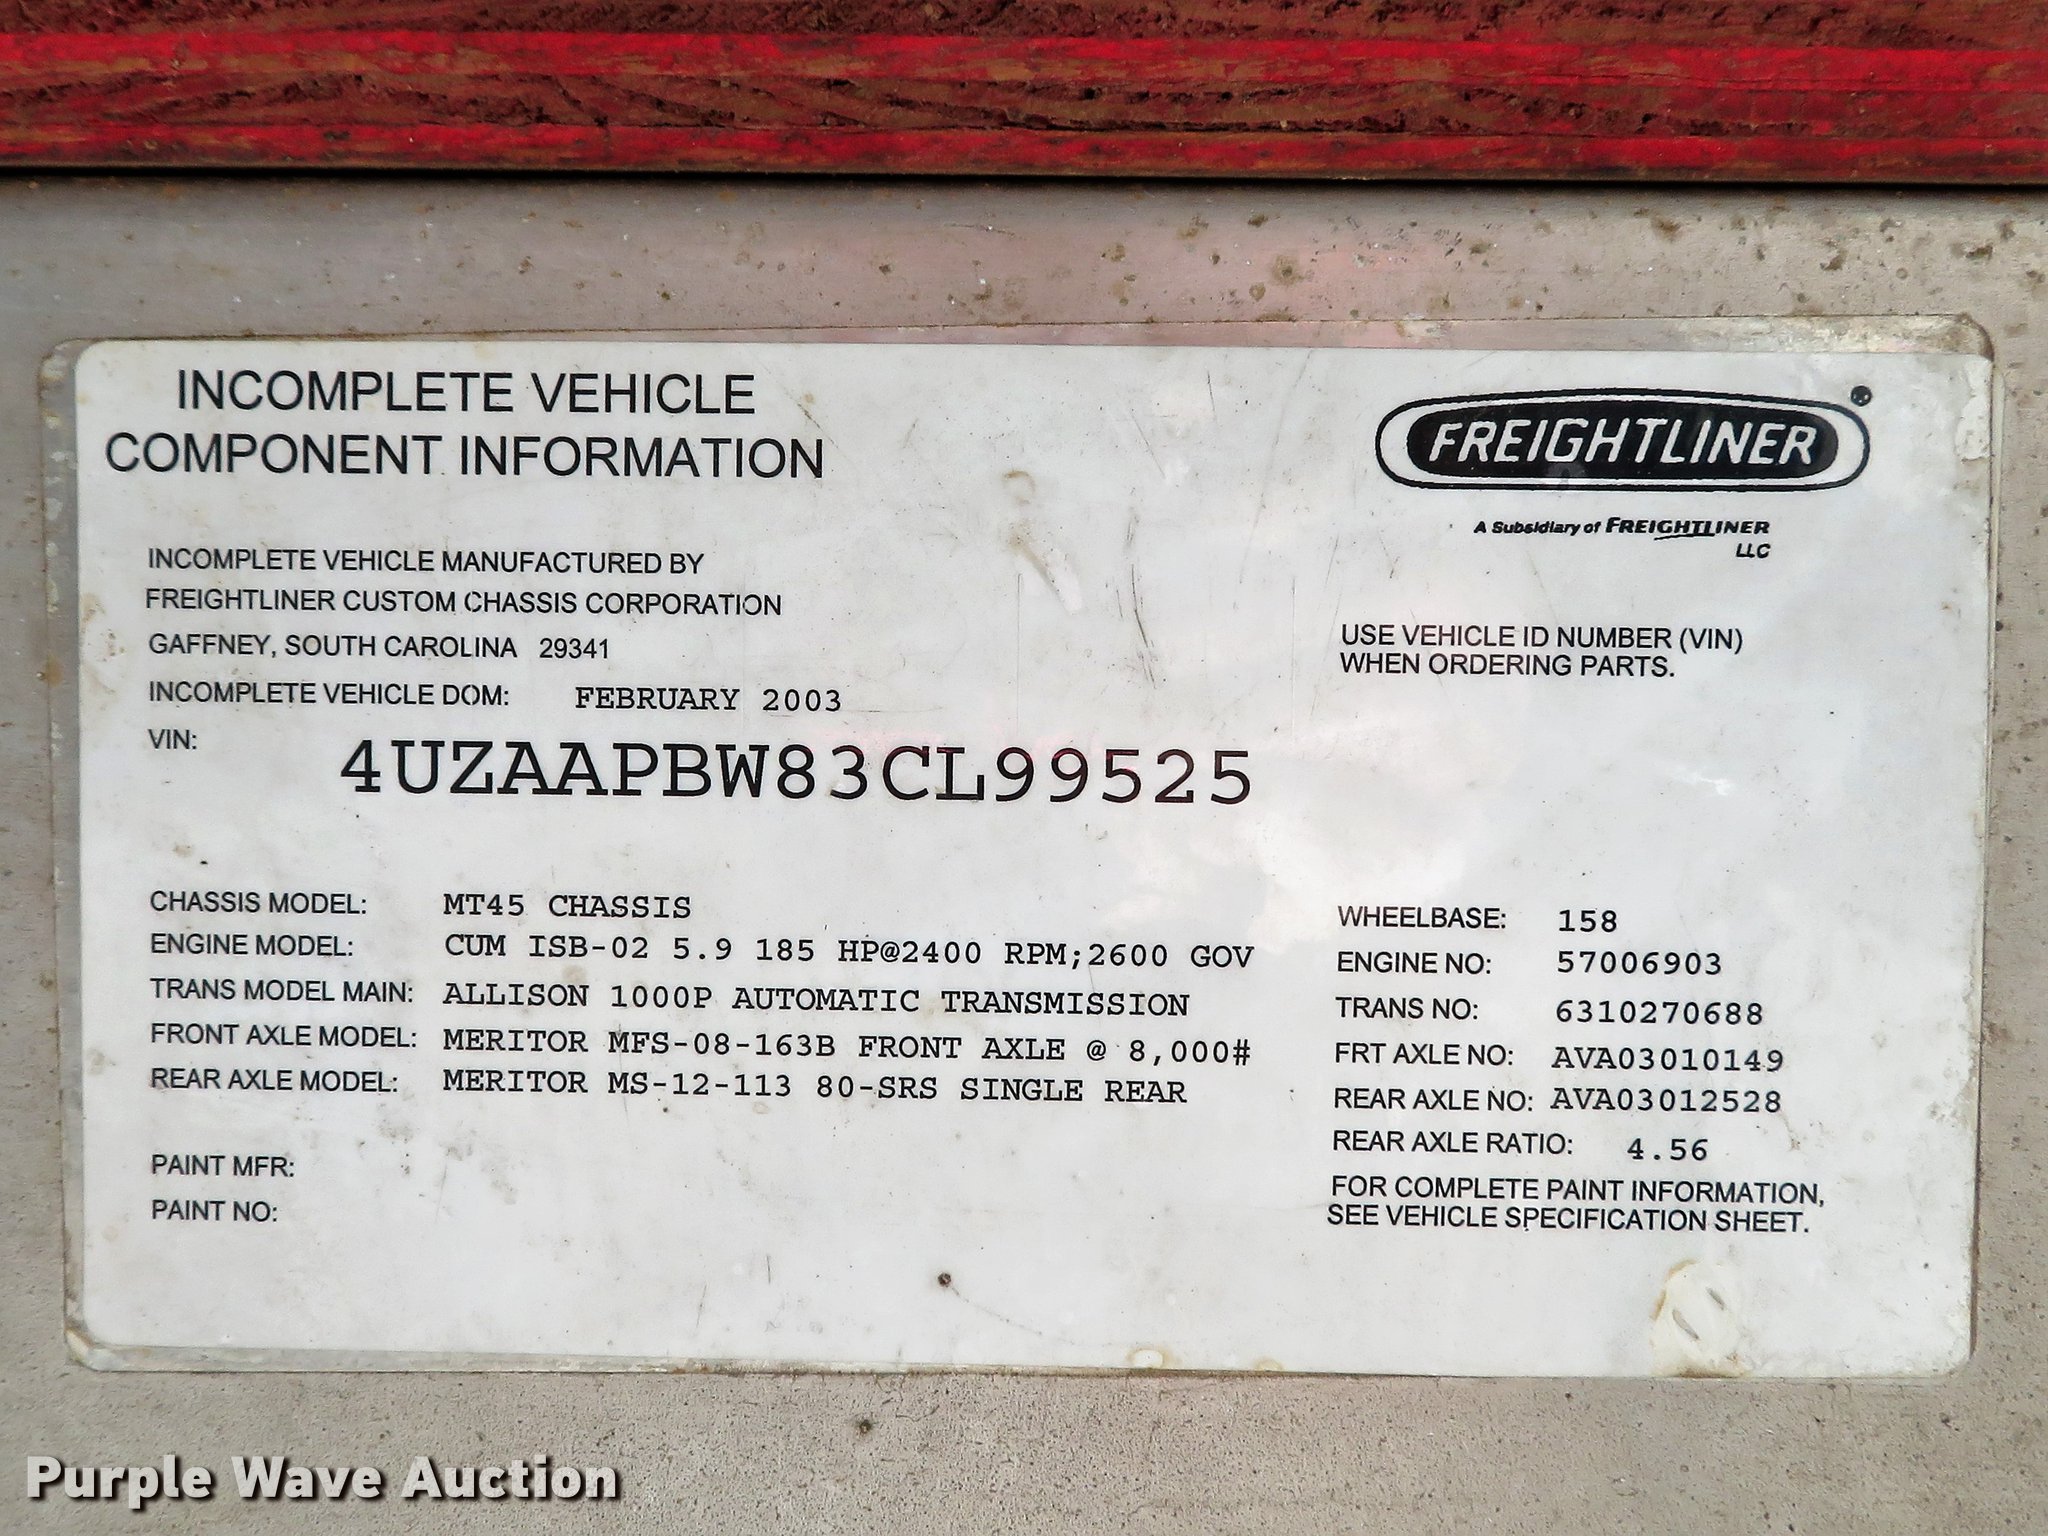 INCOMPLETE VEHICLE
COMPONENT INFORMATION
FREIGHTLINER
A Subsidiary of FREIGHTLINER
LLC
INCOMPLETE VEHICLE MANUFACTURED BY
FREIGHTLINER CUSTOM CHASSIS CORPORATION
GAFFNEY, SOUTH CAROLINA 29341
INCOMPLETE VEHICLE DOM: FEBRUARY 2003
VIN: 4UZAAPBW83CL99525
USE VEHICLE ID NUMBER (VIN)
WHEN ORDERING PARTS.
CHASSIS MODEL: MT45 CHASSIS
ENGINE MODEL: CUM ISB-02 5.9 185 HP@2400 RPM;2600 GOV
TRANS MODEL MAIN: ALLISON 1000P AUTOMATIC TRANSMISSION
FRONT AXLE MODEL: MERITOR MFS-08-163B FRONT AXLE @ 8,000#
REAR AXLE MODEL: MERITOR MS-12-113 80-SRS SINGLE REAR
PAINT MFR:
PAINT NO:
WHEELBASE: 158
ENGINE NO: 57006903
TRANS NO: 6310270688
FRT AXLE NO: AVA03010149
REAR AXLE NO: AVA03012528
REAR AXLE RATIO: 4.56
FOR COMPLETE PAINT INFORMATION,
SEE VEHICLE SPECIFICATION SHEET.
Purple Wave Auction